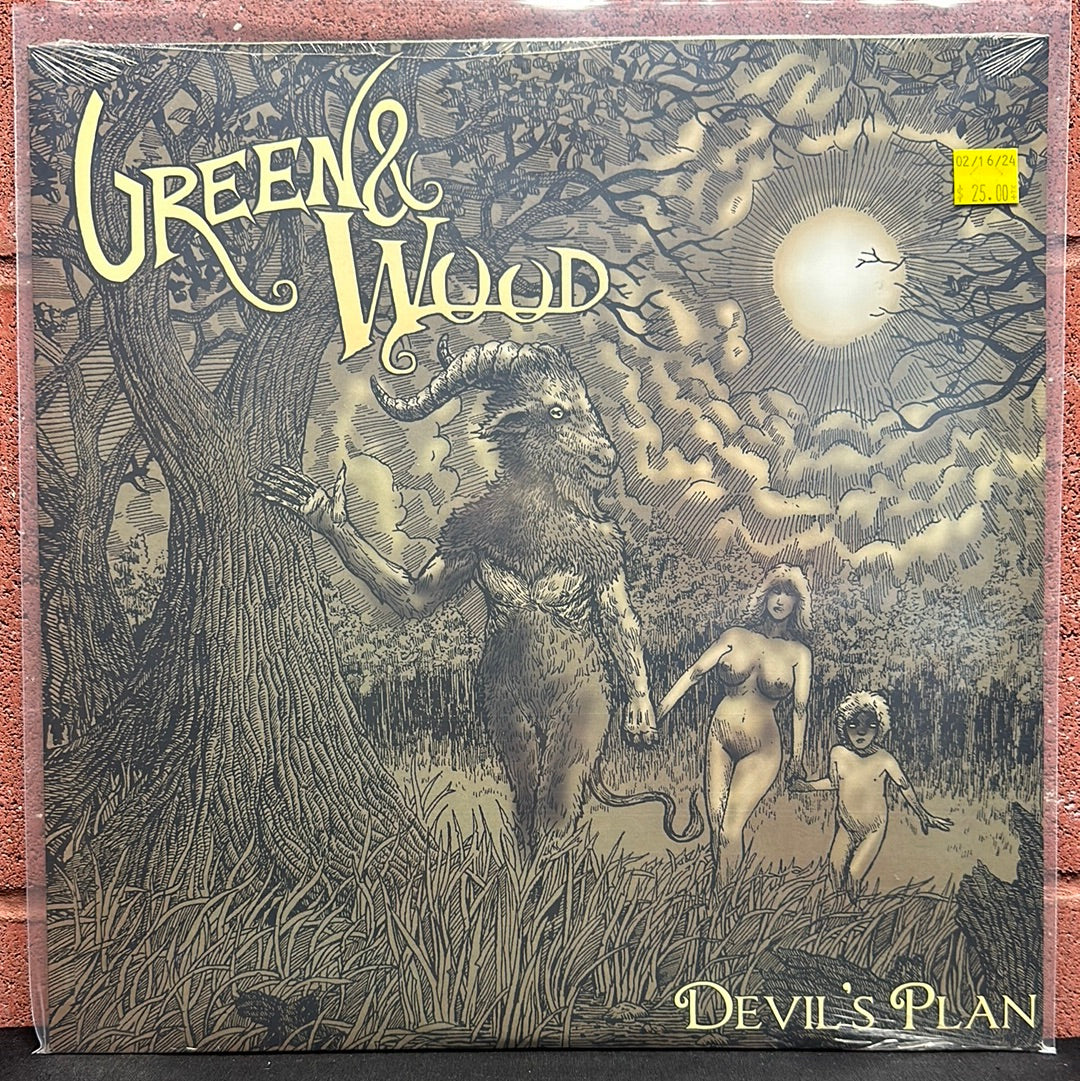 GREEN &
WOOD
02/16/24
$ 25.00
DEVIL'S PLAN